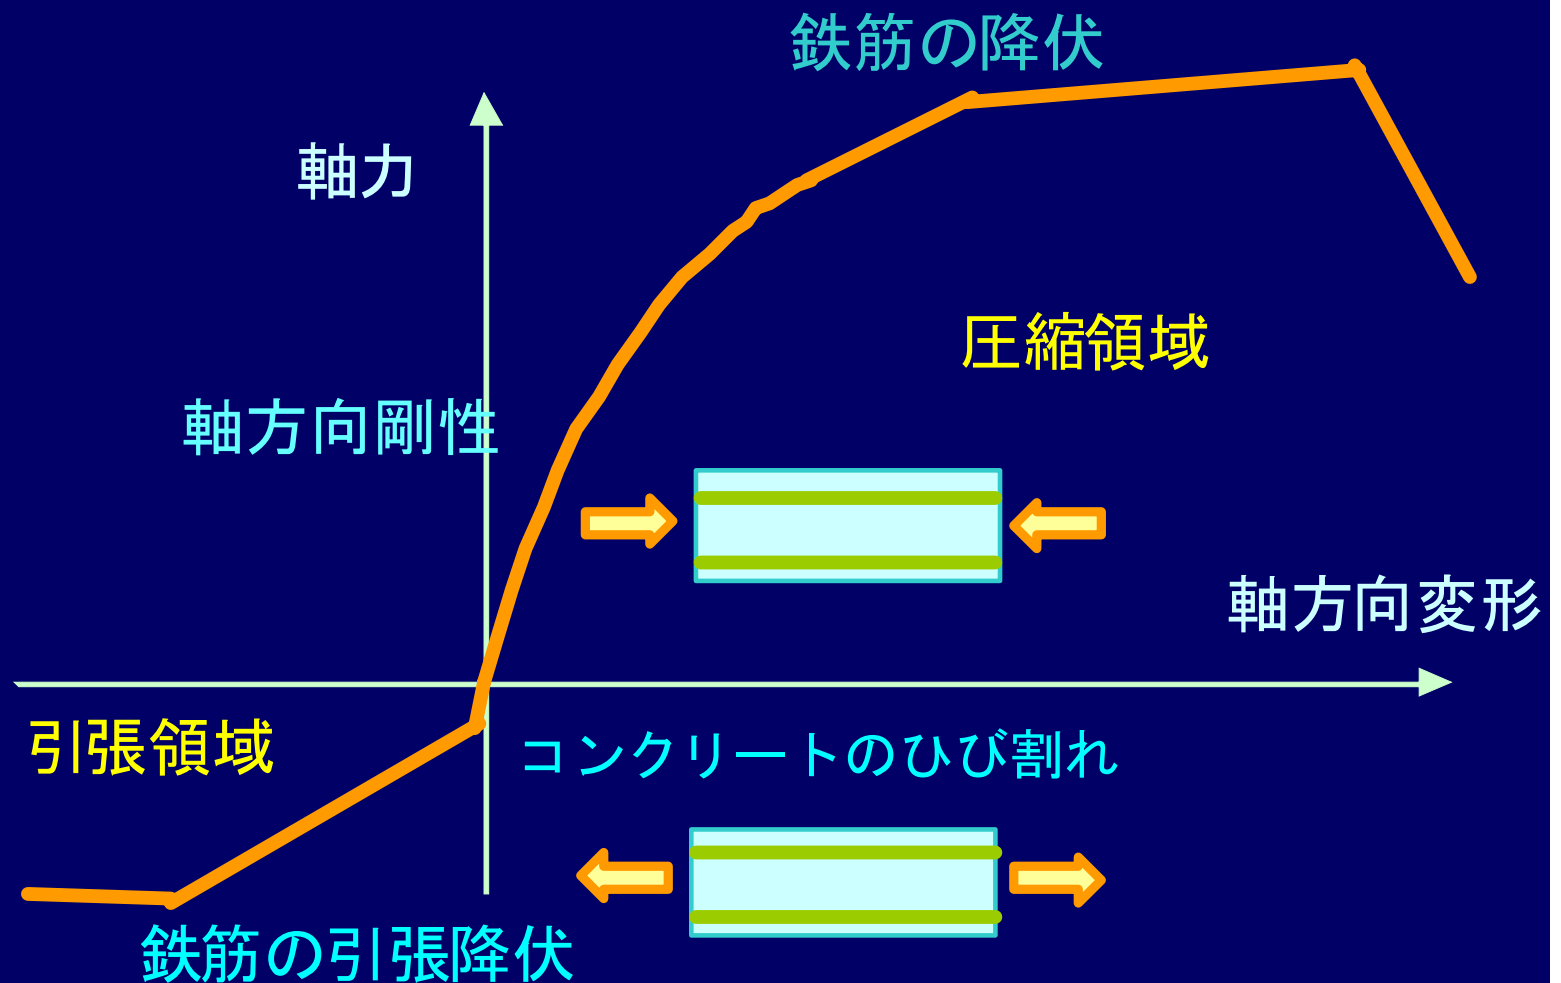 鉄筋の降伏
軸力
圧縮領域
軸方向剛性
軸方向変形
引張領域
コンクリートのひび割れ
鉄筋の引張降伏